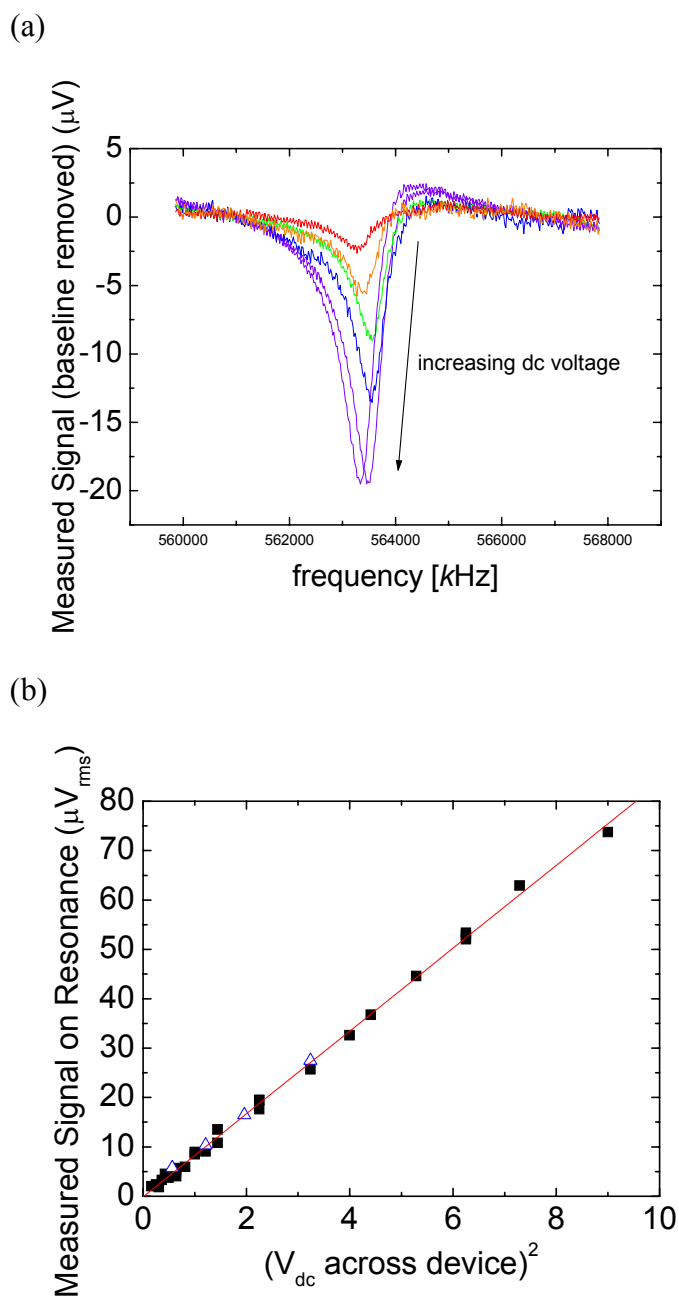 (a)
Measured Signal (baseline removed) (μV)
5
0
-5
-10
-15
-20
increasing dc voltage
560000 562000 564000 566000 568000
frequency [kHz]
(b)
Measured Signal on Resonance (μVrms)
80
70
60
50
40
30
20
10
0
0 2 4 6 8 10
(Vdc across device)²